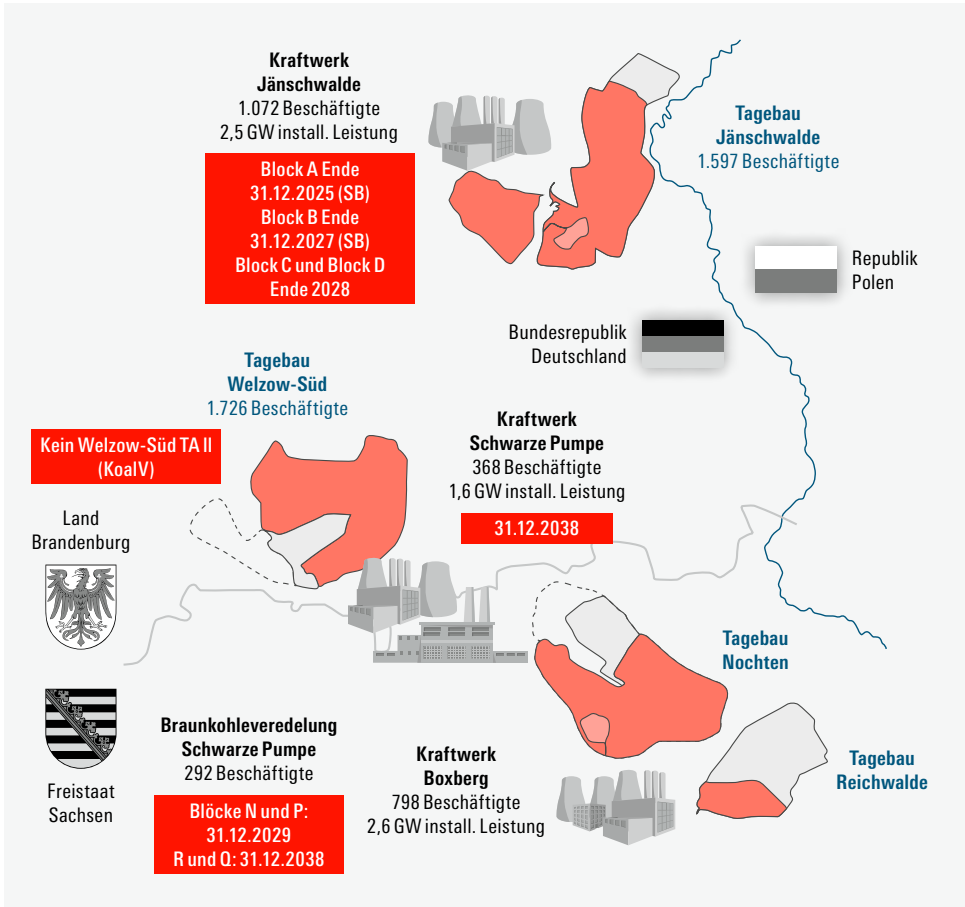 Kraftwerk
Jänschwalde
1.072 Beschäftigte
2,5 GW install. Leistung
Block A Ende
31.12.2025 (SB)
Block B Ende
31.12.2027 (SB)
Block C und Block D
Ende 2028
Tagebau
Jänschwalde
1.597 Beschäftigte
Republik
Polen
Bundesrepublik
Deutschland
Tagebau
Welzow-Süd
1.726 Beschäftigte
Kein Welzow-Süd TA II
(KoalV)
Kraftwerk
Schwarze Pumpe
368 Beschäftigte
1,6 GW install. Leistung
31.12.2038
Land
Brandenburg
Freistaat
Sachsen
Braunkohleveredelung
Schwarze Pumpe
292 Beschäftigte
Blöcke N und P:
31.12.2029
R und Q: 31.12.2038
Kraftwerk
Boxberg
798 Beschäftigte
2,6 GW install. Leistung
Tagebau
Nochten
Tagebau
Reichwalde